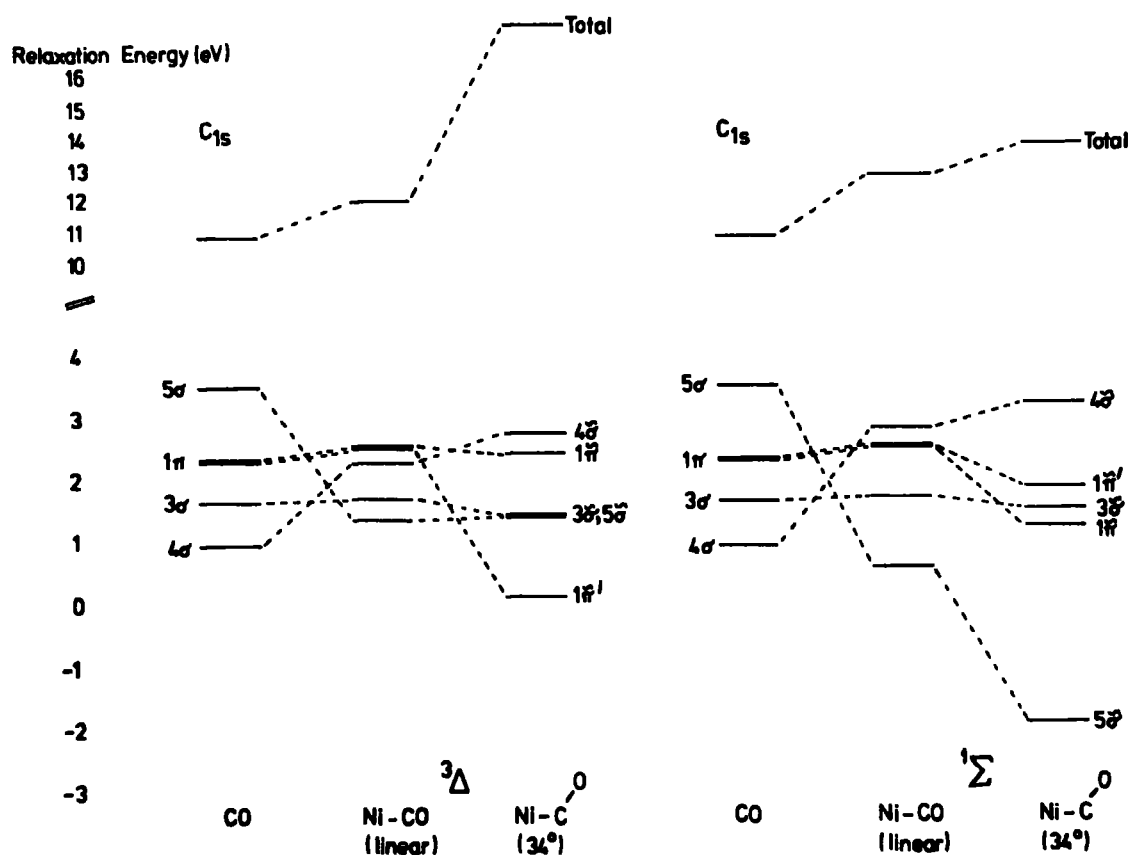 Relaxation Energy (eV)
16
15
14
13
12
11
10
4
3
2
1
0
-1
-2
-3
C1s
Total
5σ
1π
3σ
4σ
4σ̃
1π̃
3σ̃,5σ̃
1π̃'
³Δ
CO
Ni-CO
(linear)
O
Ni-C
(34°)
C1s
Total
5σ
1π
3σ
4σ
4σ̃
1π̃'
3σ̃
1π̃
5σ̃
¹Σ
CO
Ni-CO
(linear)
O
Ni-C
(34°)